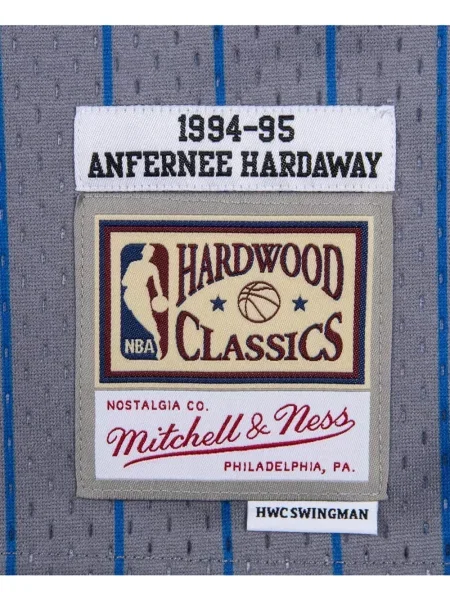 1994-95
ANFERNEE HARDAWAY
HARDWOOD
NBA
CLASSICS
NOSTALGIA CO.
Mitchell & Ness
PHILADELPHIA, PA.
HWC SWINGMAN